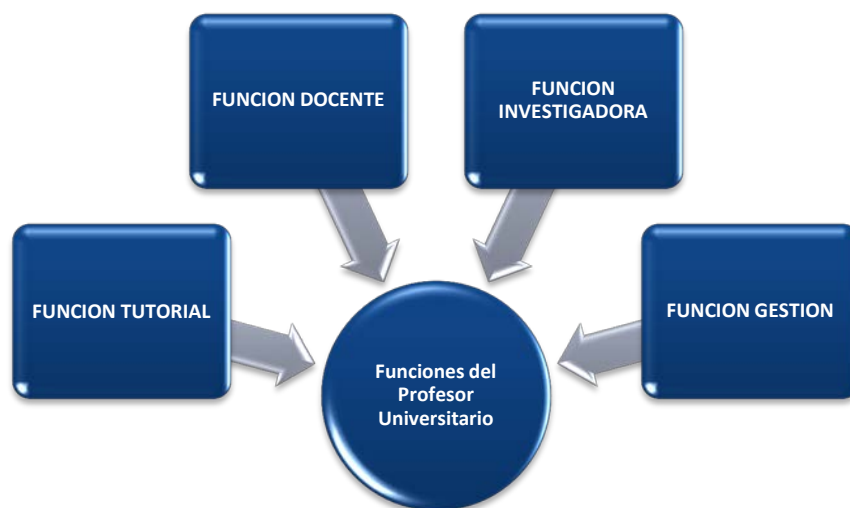 FUNCION DOCENTE
FUNCION
INVESTIGADORA
FUNCION TUTORIAL
FUNCION GESTION
Funciones del
Profesor
Universitario